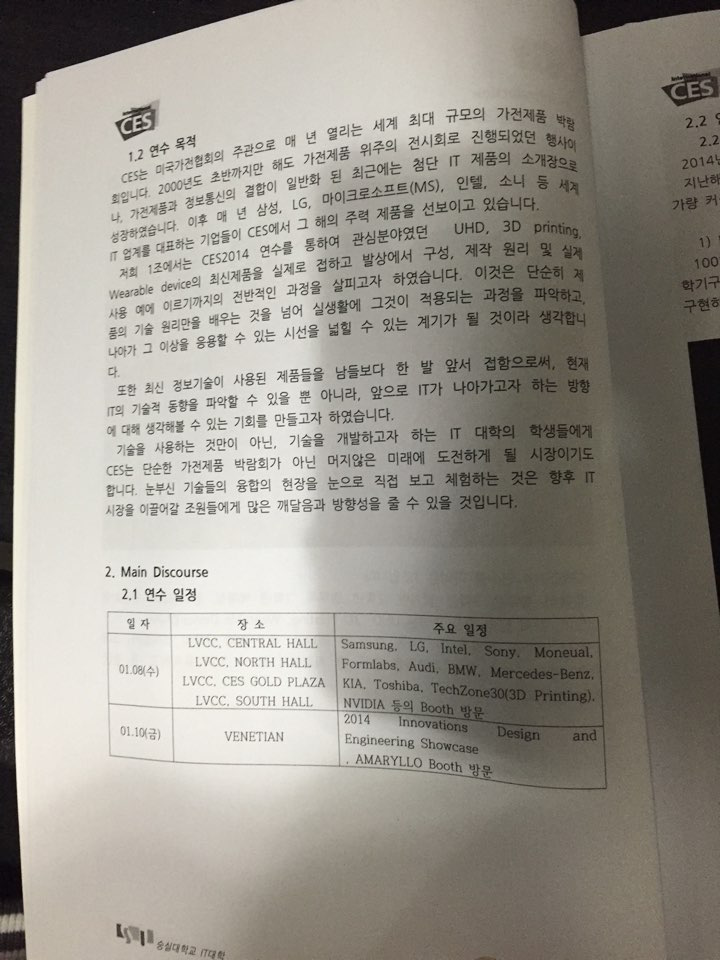 CES
1.2 연수 목적
CES는 미국가전협회의 주관으로 매 년 열리는 세계 최대 규모의 가전제품 박람
회입니다. 2000년도 초반까지만 해도 가전제품 위주의 전시회로 진행되었던 행사이
나, 가전제품과 정보통신의 결합이 일반화 된 최근에는 첨단 IT 제품의 소개장으로
성장하였습니다. 이후 매 년 삼성, LG, 마이크로소프트(MS), 인텔, 소니 등 세계
IT 업계를 대표하는 기업들이 CES에서 그 해의 주력 제품을 선보이고 있습니다.
저희 1조에서는 CES2014 연수를 통하여 관심분야였던 UHD, 3D printing,
Wearable device의 최신제품을 실제로 접하고 발상에서 구성, 제작 원리 및 실제
사용 예에 이르기까지의 전반적인 과정을 살피고자 하였습니다. 이것은 단순히 제
품의 기술 원리만을 배우는 것을 넘어 실생활에 그것이 적용되는 과정을 파악하고,
나아가 그 이상을 응용할 수 있는 시선을 넓힐 수 있는 계기가 될 것이라 생각합니
다.
또한 최신 정보기술이 사용된 제품들을 남들보다 한 발 앞서 접함으로써, 현재
IT의 기술적 동향을 파악할 수 있을 뿐 아니라, 앞으로 IT가 나아가고자 하는 방향
에 대해 생각해볼 수 있는 기회를 만들고자 하였습니다.
기술을 사용하는 것만이 아닌, 기술을 개발하고자 하는 IT 대학의 학생들에게
CES는 단순한 가전제품 박람회가 아닌 머지않은 미래에 도전하게 될 시장이기도
합니다. 눈부신 기술들의 융합의 현장을 눈으로 직접 보고 체험하는 것은 향후 IT
시장을 이끌어갈 조원들에게 많은 깨달음과 방향성을 줄 수 있을 것입니다.
2. Main Discourse
2.1 연수 일정
일 자 장 소 주요 일정
01.08(수)
LVCC, CENTRAL HALL
LVCC, NORTH HALL
LVCC, CES GOLD PLAZA
LVCC, SOUTH HALL
Samsung, LG, Intel, Sony, Moneual,
Formlabs, Audi, BMW, Mercedes-Benz,
KIA, Toshiba, TechZone30(3D Printing),
NVIDIA 등의 Booth 방문
01.10(금)
VENETIAN
2014 Innovations Design and
Engineering Showcase
, AMARYLLO Booth 방문
숭실대학교 IT대학
International
CES
2.2
2.2
2014년
지난해
가량
1)
100
학기구
구현하